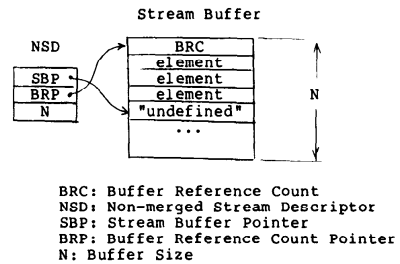 Stream Buffer
NSD
BRC
element
SBP
element
BRP
element
N
N
"undefined"
...
BRC: Buffer Reference Count
NSD: Non-merged Stream Descriptor
SBP: Stream Buffer Pointer
BRP: Buffer Reference Count Pointer
N: Buffer Size